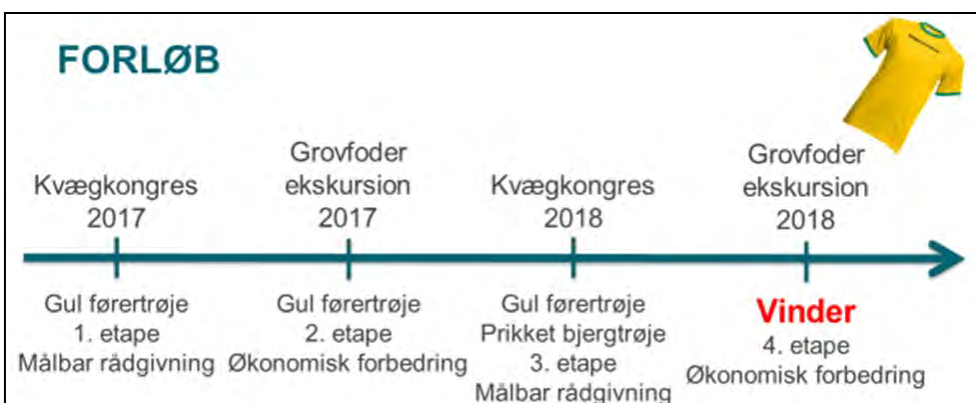 FORLØB
Kvægkongres
2017
Grovfoder
ekskursion
2017
Kvægkongres
2018
Grovfoder
ekskursion
2018
Gul førertrøje
1. etape
Målbar rådgivning
Gul førertrøje
2. etape
Økonomisk forbedring
Gul førertrøje
Prikket bjergtrøje
3. etape
Målbar rådgivning
Vinder
4. etape
Økonomisk forbedring